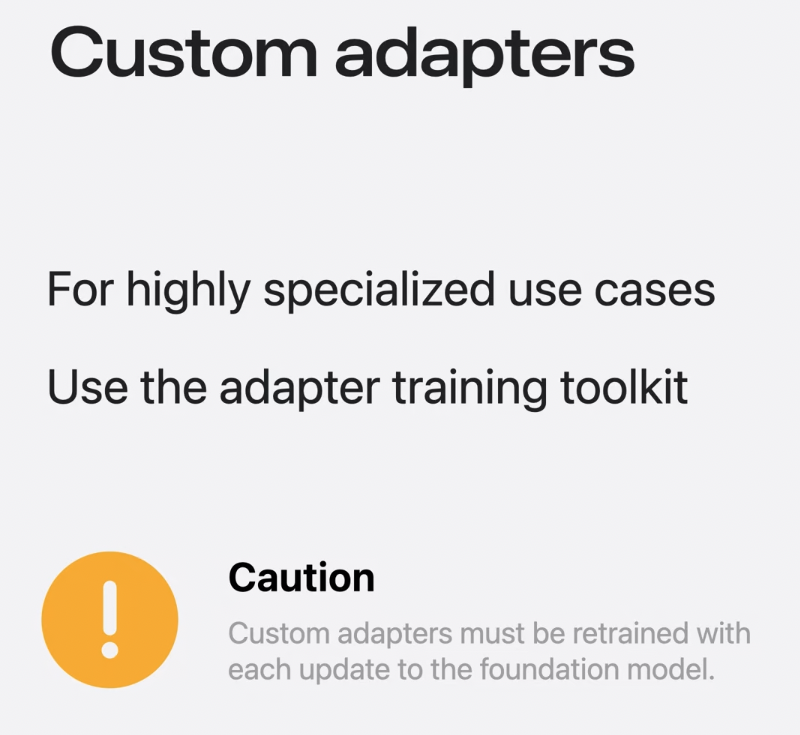 Custom adapters
For highly specialized use cases
Use the adapter training toolkit
Caution
Custom adapters must be retrained with
each update to the foundation model.